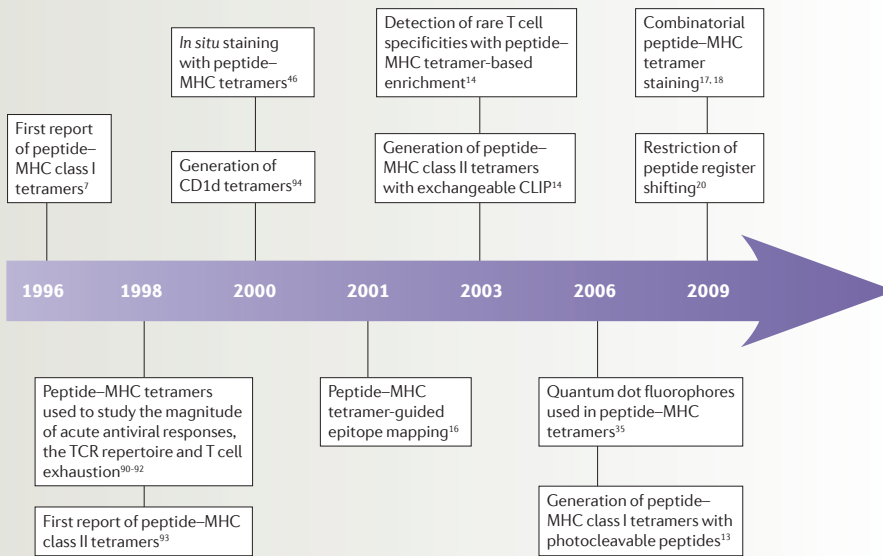 First report
of peptide–
MHC class I
tetramers7
In situ staining
with peptide–
MHC tetramers46
Generation of
CD1d tetramers94
Detection of rare T cell
specificities with peptide–
MHC tetramer-based
enrichment14
Generation of peptide–
MHC class II tetramers
with exchangeable CLIP14
Combinatorial
peptide–MHC
tetramer
staining17, 18
Restriction of
peptide register
shifting20
1996 1998 2000 2001 2003 2006 2009
Peptide–MHC tetramers
used to study the magnitude
of acute antiviral responses,
the TCR repertoire and T cell
exhaustion90-92
First report of peptide–MHC
class II tetramers93
Peptide–MHC
tetramer-guided
epitope mapping16
Quantum dot fluorophores
used in peptide–MHC
tetramers35
Generation of peptide–
MHC class I tetramers with
photocleavable peptides13